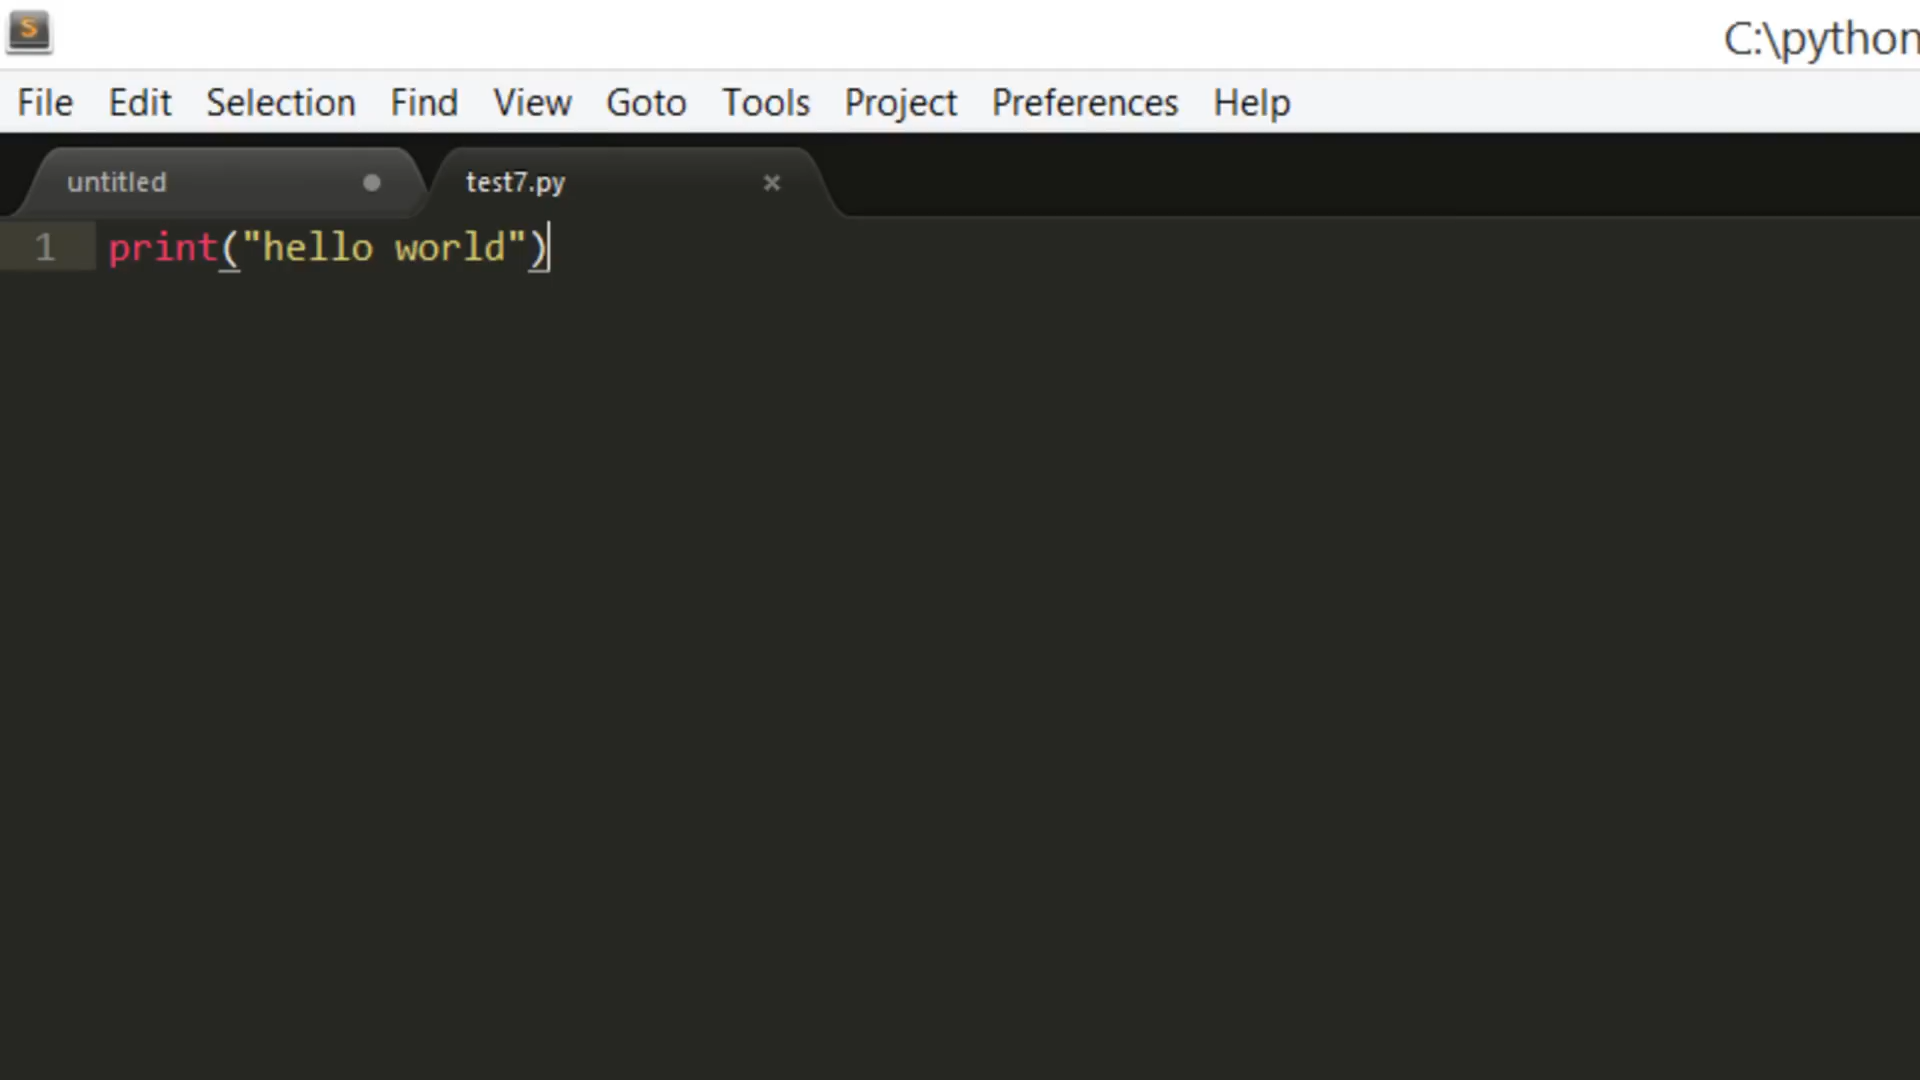 S
C:\python
File Edit Selection Find View Goto Tools Project Preferences Help
untitled test7.py
1 print("hello world")